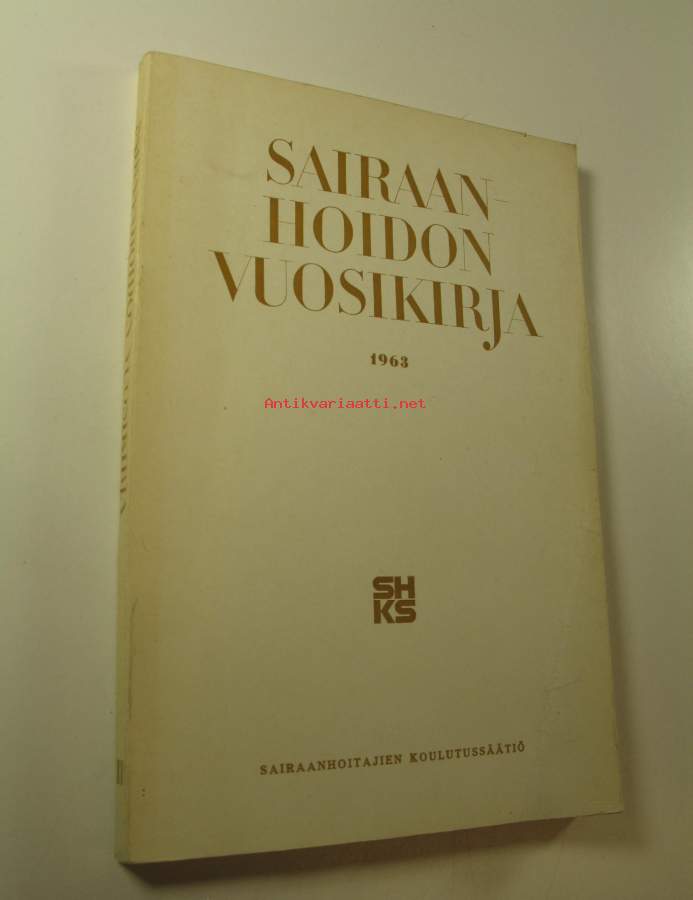 SAIRAAN-
HOIDON
VUOSIKIRJA
1963
Antikvariaatti.net
SH
KS
SAIRAANHOITAJIEN KOULUTUSSÄÄTIÖ